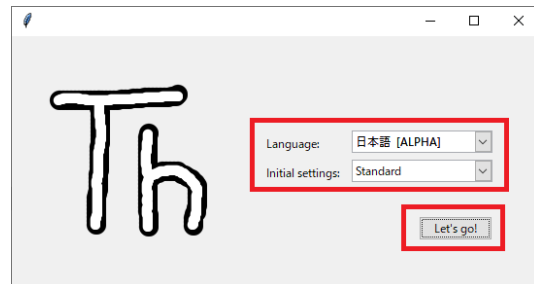 Th
Language: 日本語 [ALPHA]
Initial settings: Standard
Let's go!